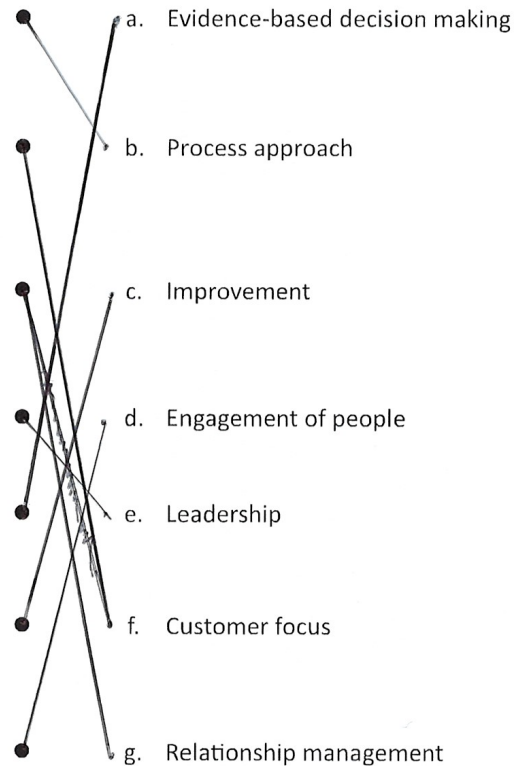 a. Evidence-based decision making
b. Process approach
c. Improvement
d. Engagement of people
e. Leadership
f. Customer focus
g. Relationship management